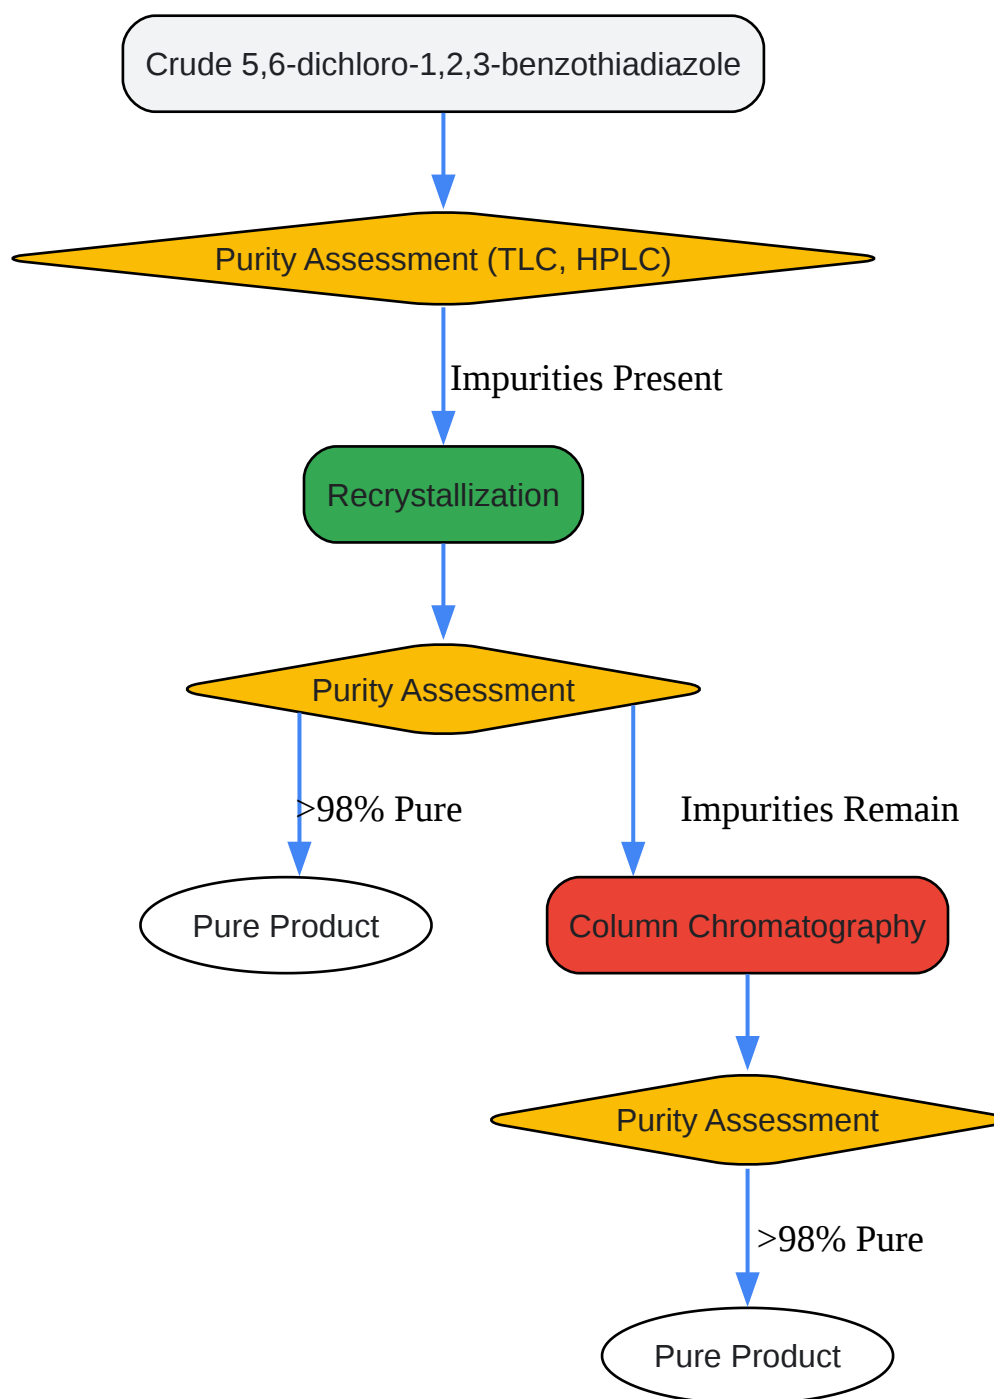 Crude 5,6-dichloro-1,2,3-benzothiadiazole
Purity Assessment (TLC, HPLC)
Impurities Present
Recrystallization
Purity Assessment
>98% Pure
Impurities Remain
Pure Product
Column Chromatography
Purity Assessment
>98% Pure
Pure Product